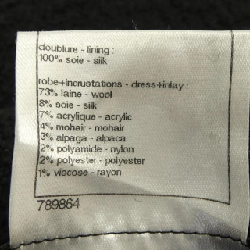 doublure - lining :
100% soie - silk
robe+incrustations - dress+inlay :
73% laine - wool
8% soie - silk
7% acrylique - acrylic
4% mohair - mohair
3% alpaga - alpaca
2% polyamide - nylon
2% polyester - polyester
1% viscose - rayon
789864